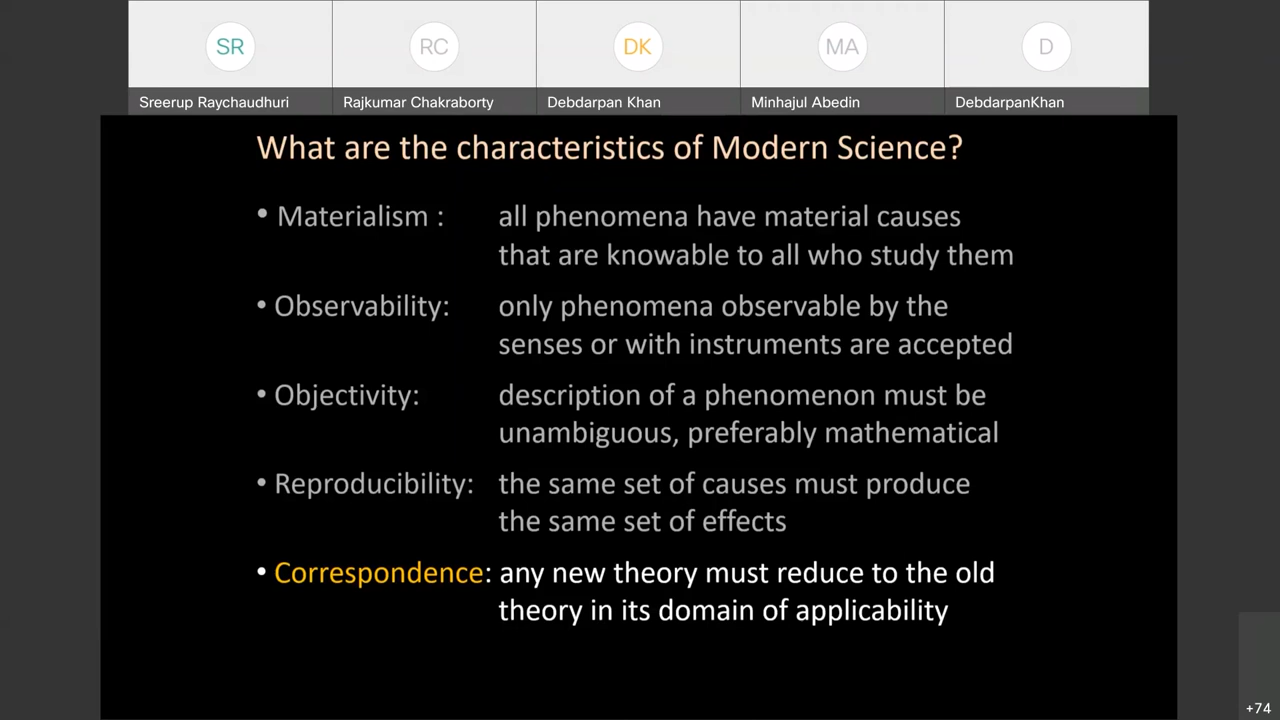 SR RC DK MA D
Sreerup Raychaudhuri Rajkumar Chakraborty Debdarpan Khan Minhajul Abedin DebdarpanKhan
What are the characteristics of Modern Science?
• Materialism : all phenomena have material causes
that are knowable to all who study them
• Observability: only phenomena observable by the
senses or with instruments are accepted
• Objectivity: description of a phenomenon must be
unambiguous, preferably mathematical
• Reproducibility: the same set of causes must produce
the same set of effects
• Correspondence: any new theory must reduce to the old
theory in its domain of applicability
+74